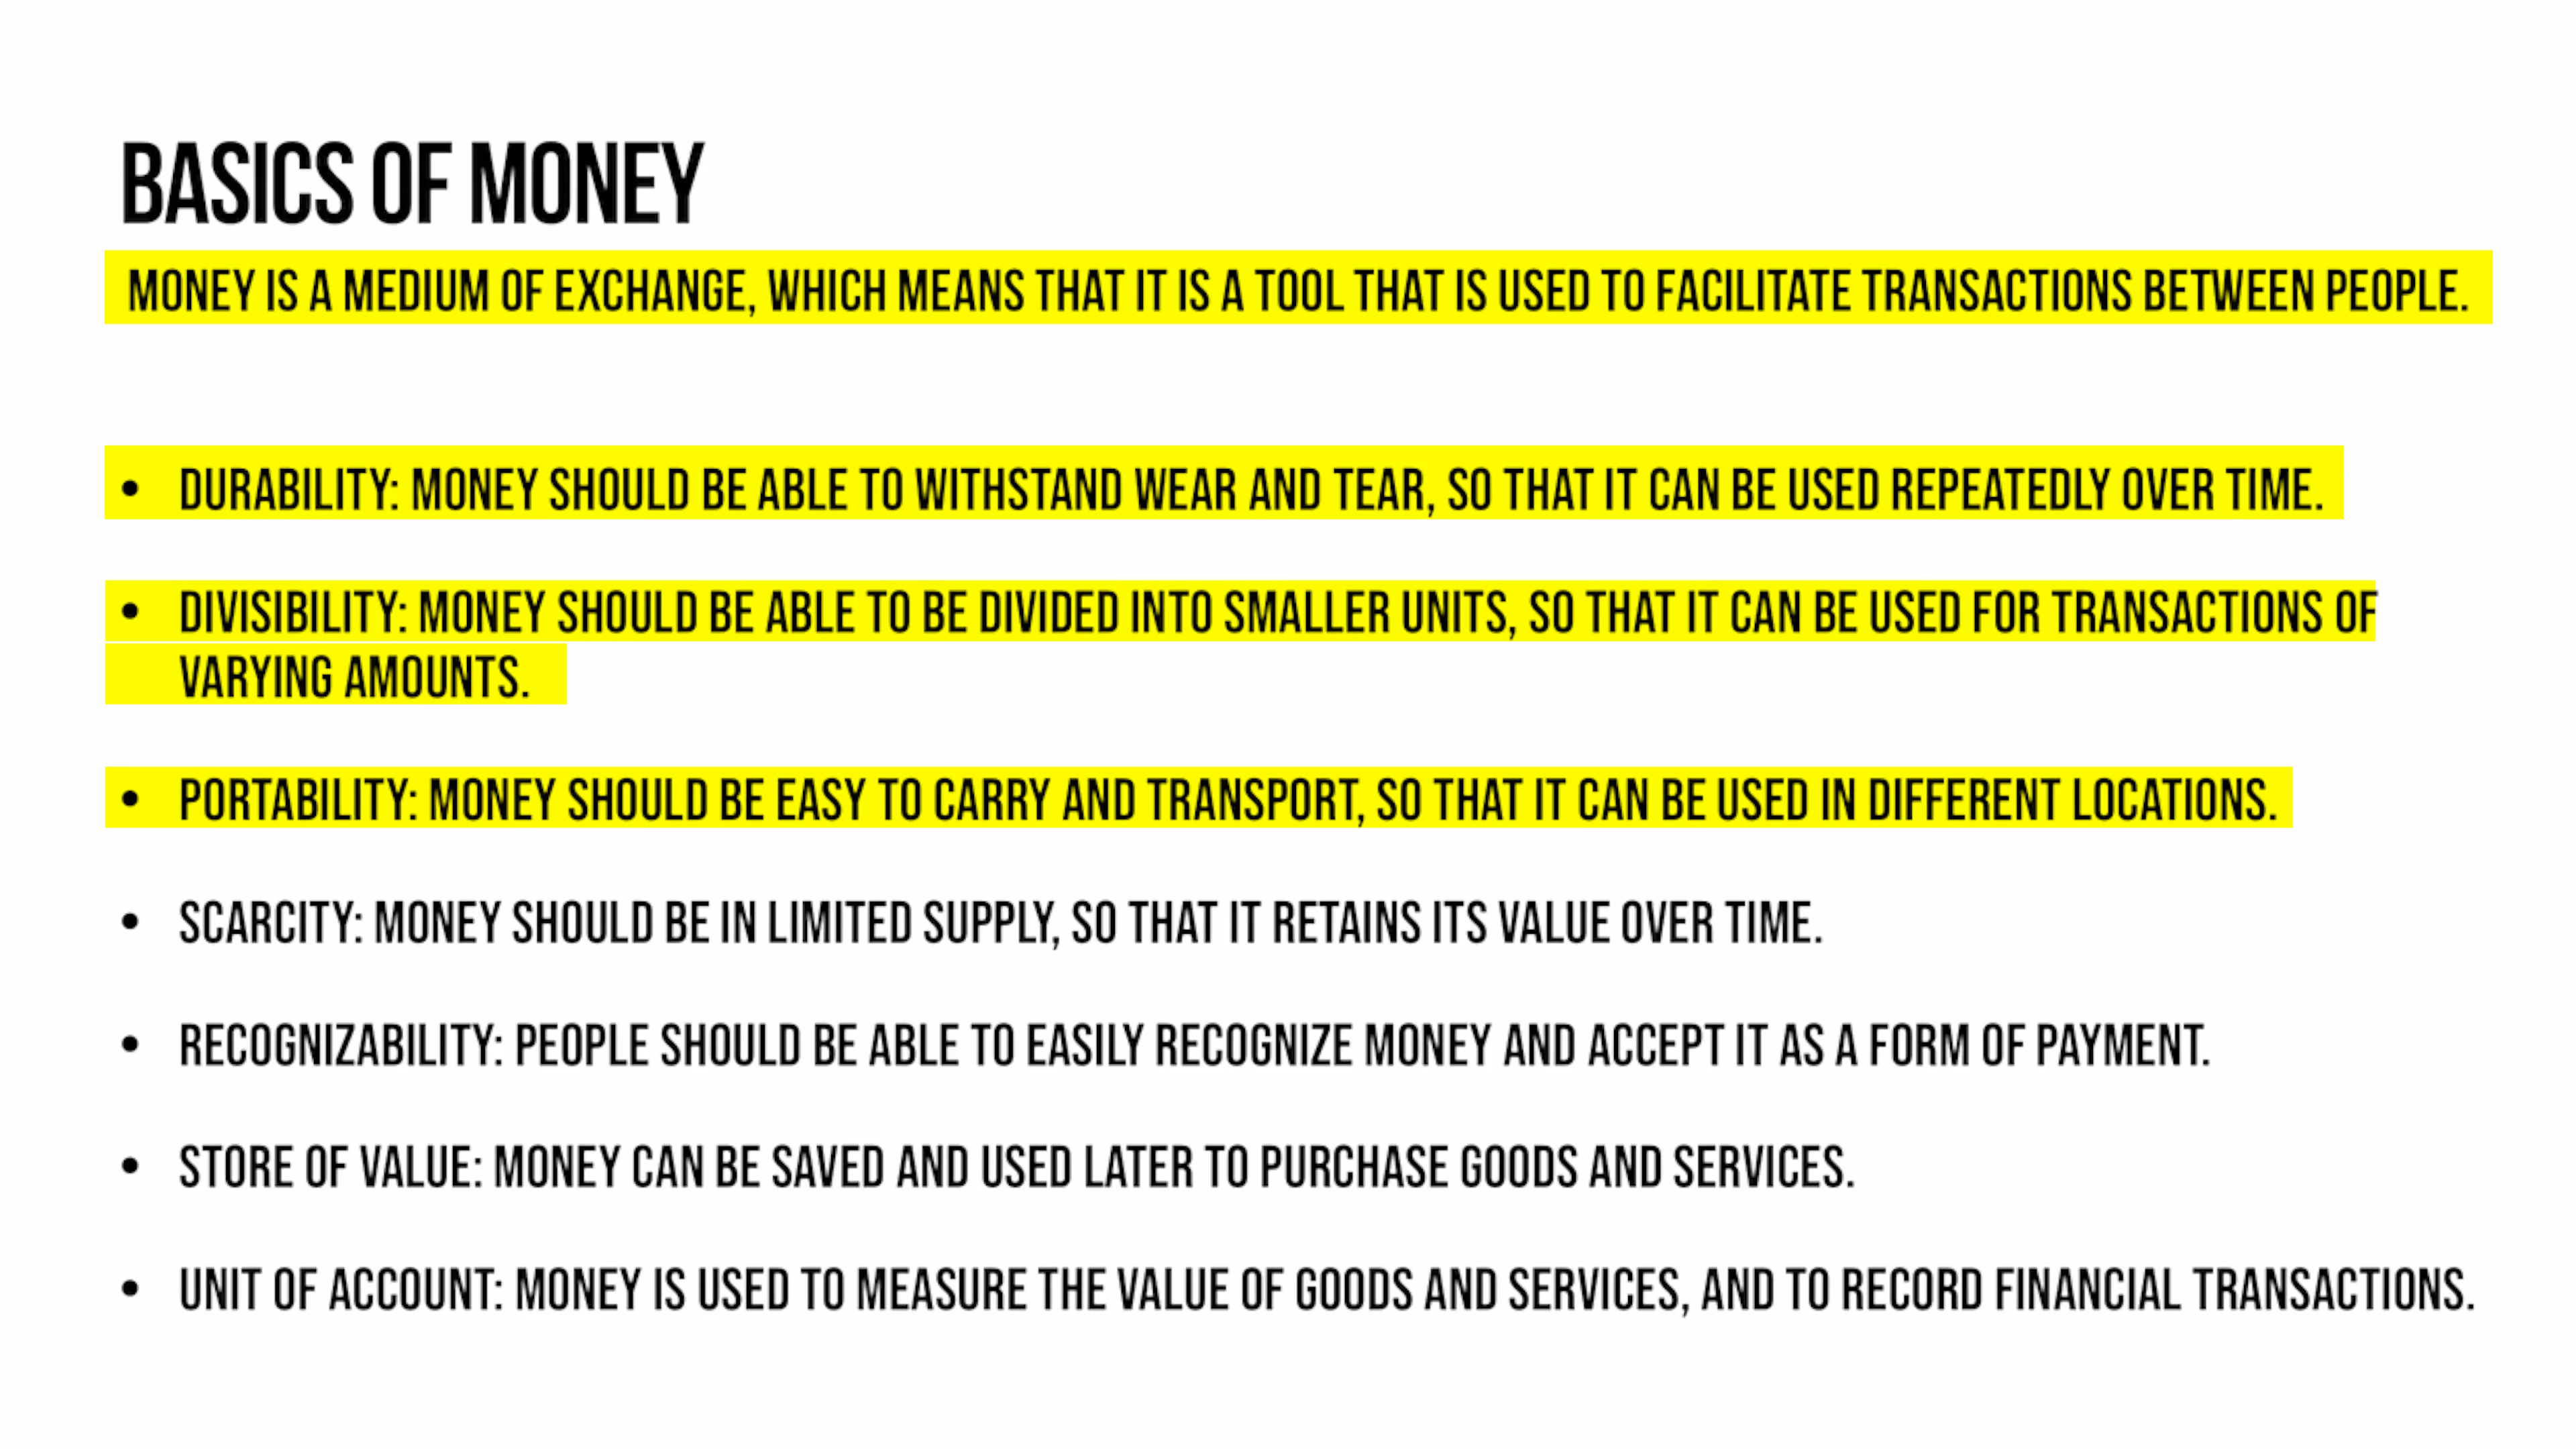 BASICS OF MONEY
MONEY IS A MEDIUM OF EXCHANGE, WHICH MEANS THAT IT IS A TOOL THAT IS USED TO FACILITATE TRANSACTIONS BETWEEN PEOPLE.
• DURABILITY: MONEY SHOULD BE ABLE TO WITHSTAND WEAR AND TEAR, SO THAT IT CAN BE USED REPEATEDLY OVER TIME.
• DIVISIBILITY: MONEY SHOULD BE ABLE TO BE DIVIDED INTO SMALLER UNITS, SO THAT IT CAN BE USED FOR TRANSACTIONS OF
VARYING AMOUNTS.
• PORTABILITY: MONEY SHOULD BE EASY TO CARRY AND TRANSPORT, SO THAT IT CAN BE USED IN DIFFERENT LOCATIONS.
• SCARCITY: MONEY SHOULD BE IN LIMITED SUPPLY, SO THAT IT RETAINS ITS VALUE OVER TIME.
• RECOGNIZABILITY: PEOPLE SHOULD BE ABLE TO EASILY RECOGNIZE MONEY AND ACCEPT IT AS A FORM OF PAYMENT.
• STORE OF VALUE: MONEY CAN BE SAVED AND USED LATER TO PURCHASE GOODS AND SERVICES.
• UNIT OF ACCOUNT: MONEY IS USED TO MEASURE THE VALUE OF GOODS AND SERVICES, AND TO RECORD FINANCIAL TRANSACTIONS.